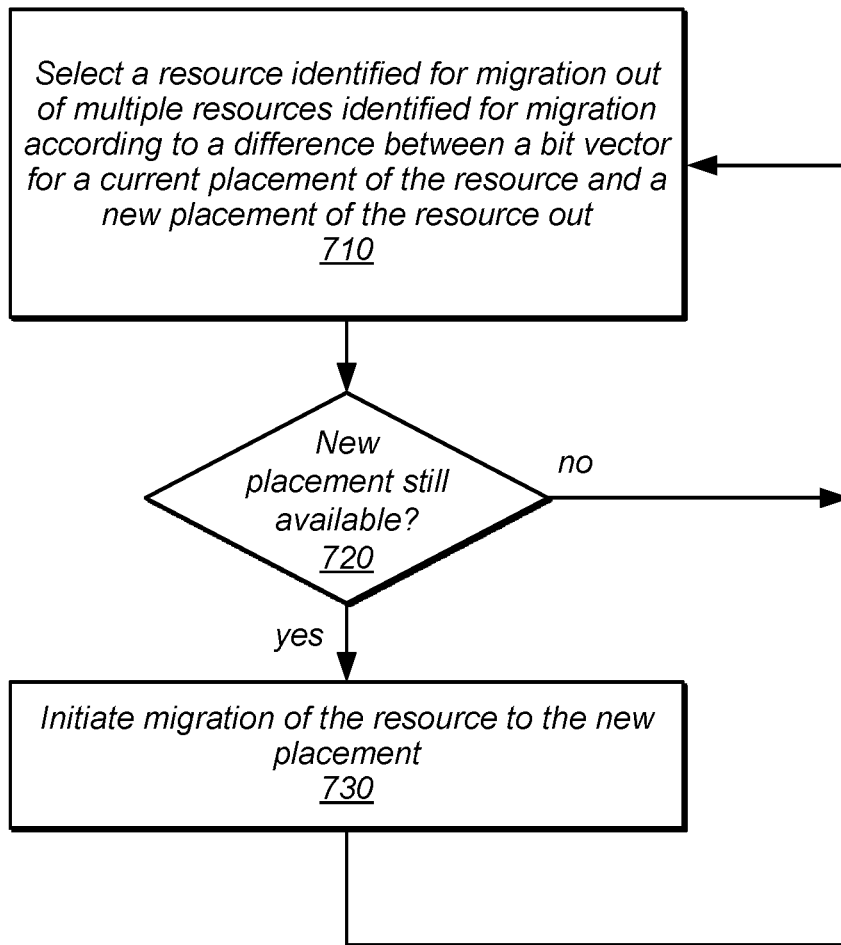 Select a resource identified for migration out
of multiple resources identified for migration
according to a difference between a bit vector
for a current placement of the resource and a
new placement of the resource out
710
New
placement still
available?
720
no
yes
Initiate migration of the resource to the new
placement
730